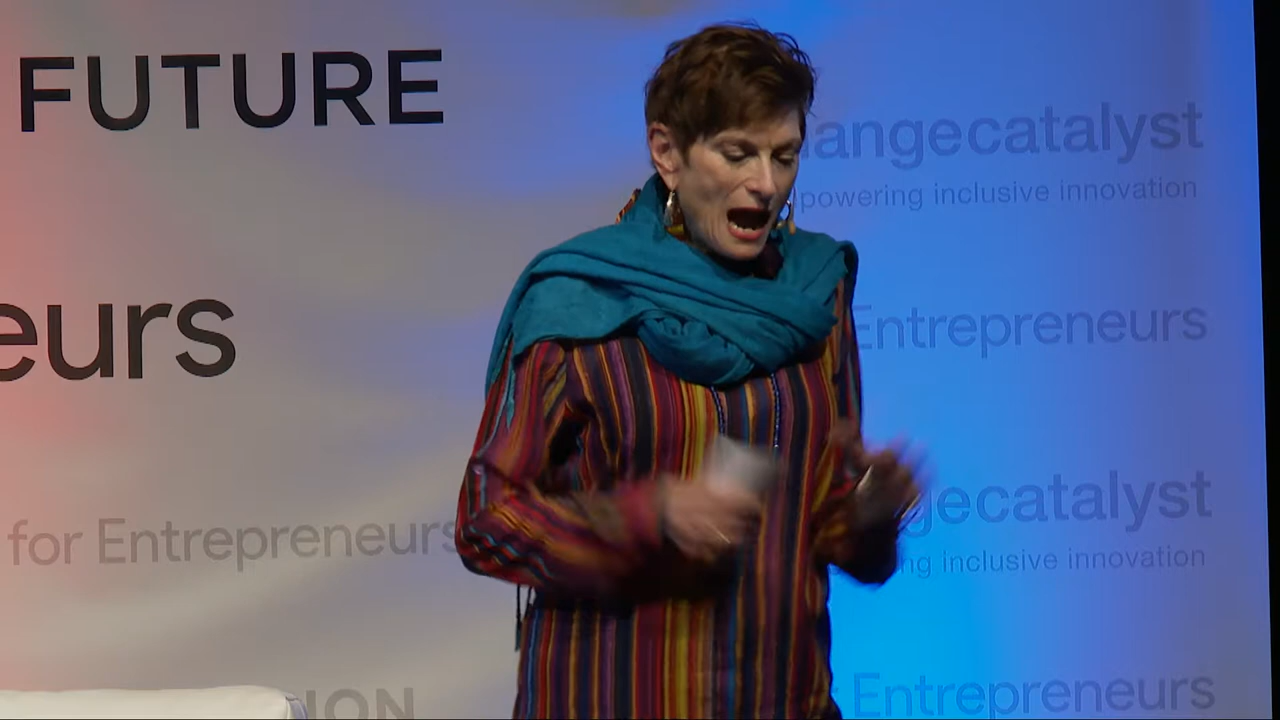 FUTURE
angecatalyst
powering inclusive innovation
eurs
Entrepreneurs
gecatalyst
for Entrepreneurs
ng inclusive innovation
Entrepreneurs
ION